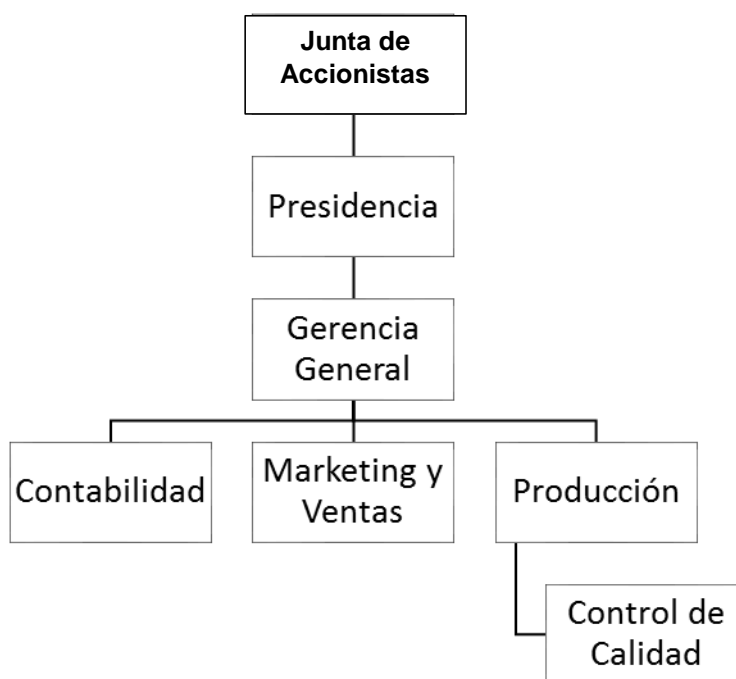 Junta de
Accionistas
Presidencia
Gerencia
General
Contabilidad
Marketing y
Ventas
Producción
Control de
Calidad